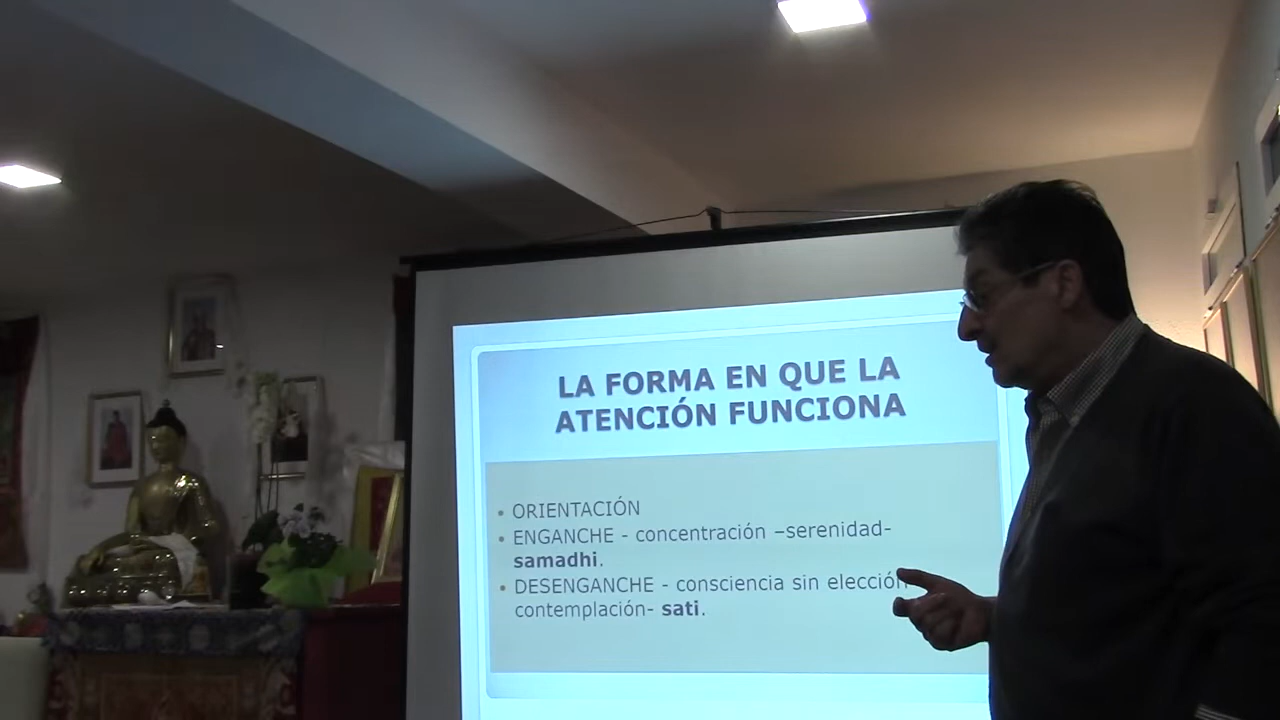 LA FORMA EN QUE LA
ATENCIÓN FUNCIONA
• ORIENTACIÓN
• ENGANCHE - concentración –serenidad-
samadhi.
• DESENGANCHE - consciencia sin elección
contemplación- sati.